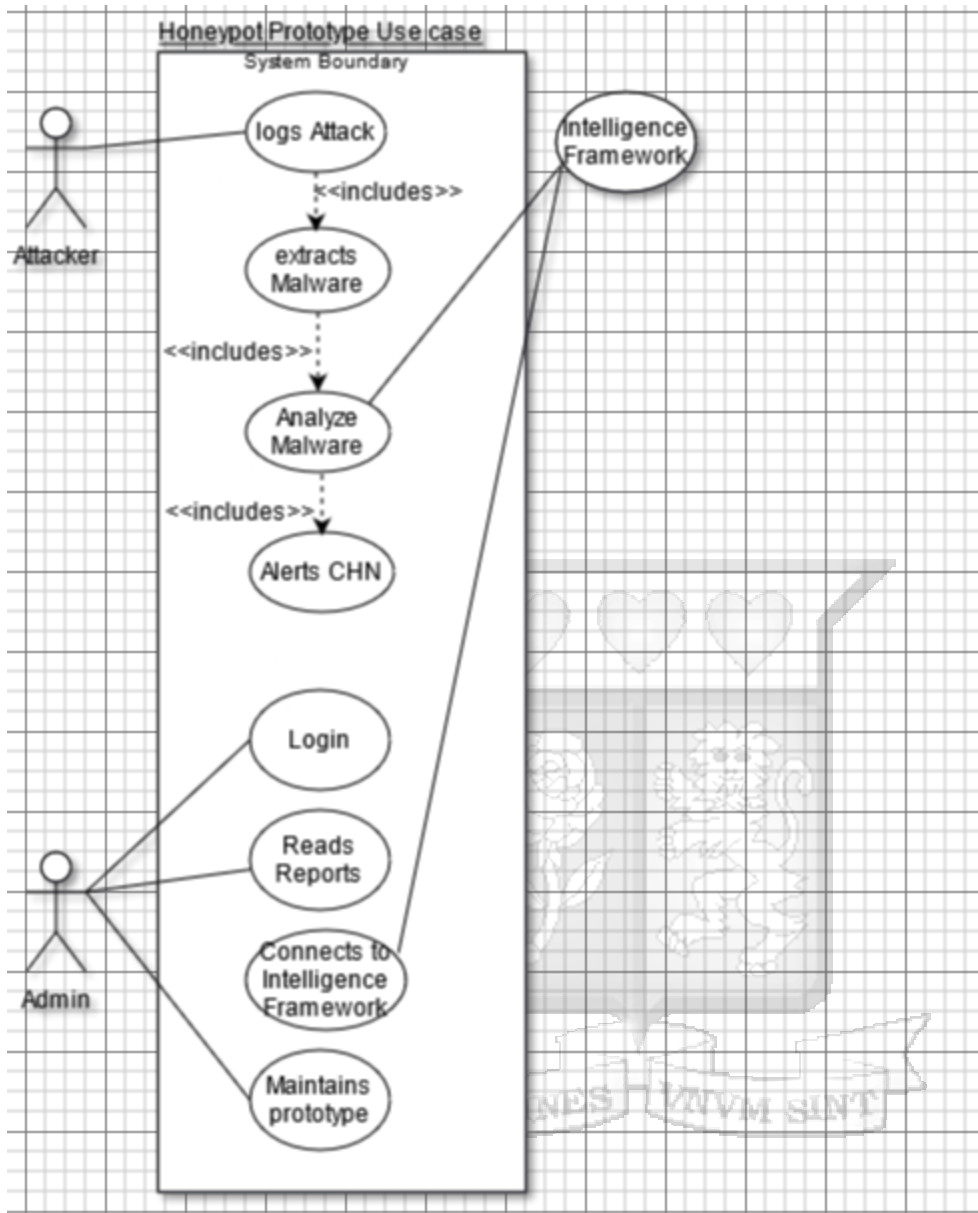 Honeypot Prototype Use case
System Boundary
logs Attack
Intelligence
Framework
<<includes>>
extracts
Malware
Attacker
<<includes>>
Analyze
Malware
<<includes>>
Alerts CHN
Login
Reads
Reports
Connects to
Intelligence
Framework
Admin
Maintains
prototype
NES VNVM SINT